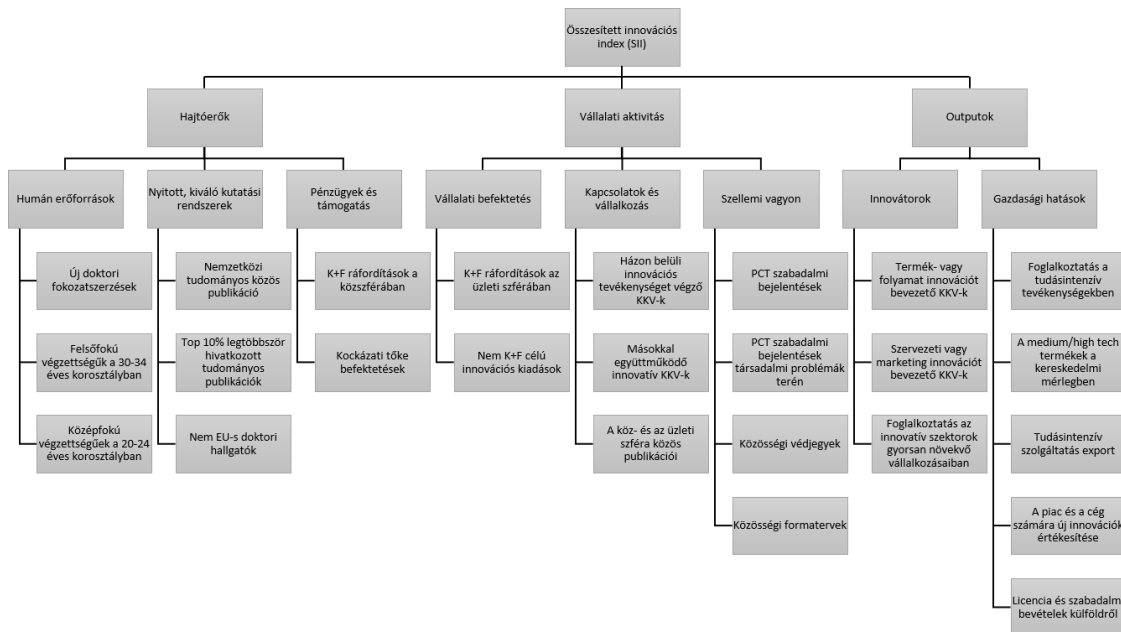 Összesített innovációs
index (SII)
Hajtóerők
Vállalati aktivitás
Outputok
Humán erőforrások
Nyitott, kiváló kutatási
rendszerek
Pénzügyek és
támogatás
Vállalati befektetés
Kapcsolatok és
vállalkozás
Szellemi vagyon
Innovátorok
Gazdasági hatások
Új doktori
fokozatszerzések
Felsőfokú
végzettségűk a 30-34
éves korosztályban
Középfokú
végzettségűek a 20-24
éves korosztályban
Nemzetközi
tudományos közös
publikáció
Top 10% legtöbbször
hivatkozott
tudományos
publikációk
Nem EU-s doktori
hallgatók
K+F ráfordítások a
közszférában
Kockázati tőke
befektetések
K+F ráfordítások az
üzleti szférában
Nem K+F célú
innovációs kiadások
Házon belüli
innovációs
tevékenységet végző
KKV-k
Másokkal
együttműködő
innovatív KKV-k
A köz- és az üzleti
szféra közös
publikációi
PCT szabadalmi
bejelentések
PCT szabadalmi
bejelentések
társadalmi problémák
terén
Közösségi védjegyek
Közösségi formatervek
Termék- vagy
folyamat innovációt
bevezető KKV-k
Szervezeti vagy
marketing innovációt
bevezető KKV-k
Foglalkoztatás az
innovatív szektorok
gyorsan növekvő
vállalkozásaiban
Foglalkoztatás a
tudásintenzív
tevékenységekben
A medium/high tech
termékek a
kereskedelmi
mérlegben
Tudásintenzív
szolgáltatás export
A piac és a cég
számára új innovációk
értékesítése
Licencia és szabadalmi
bevételek külföldről